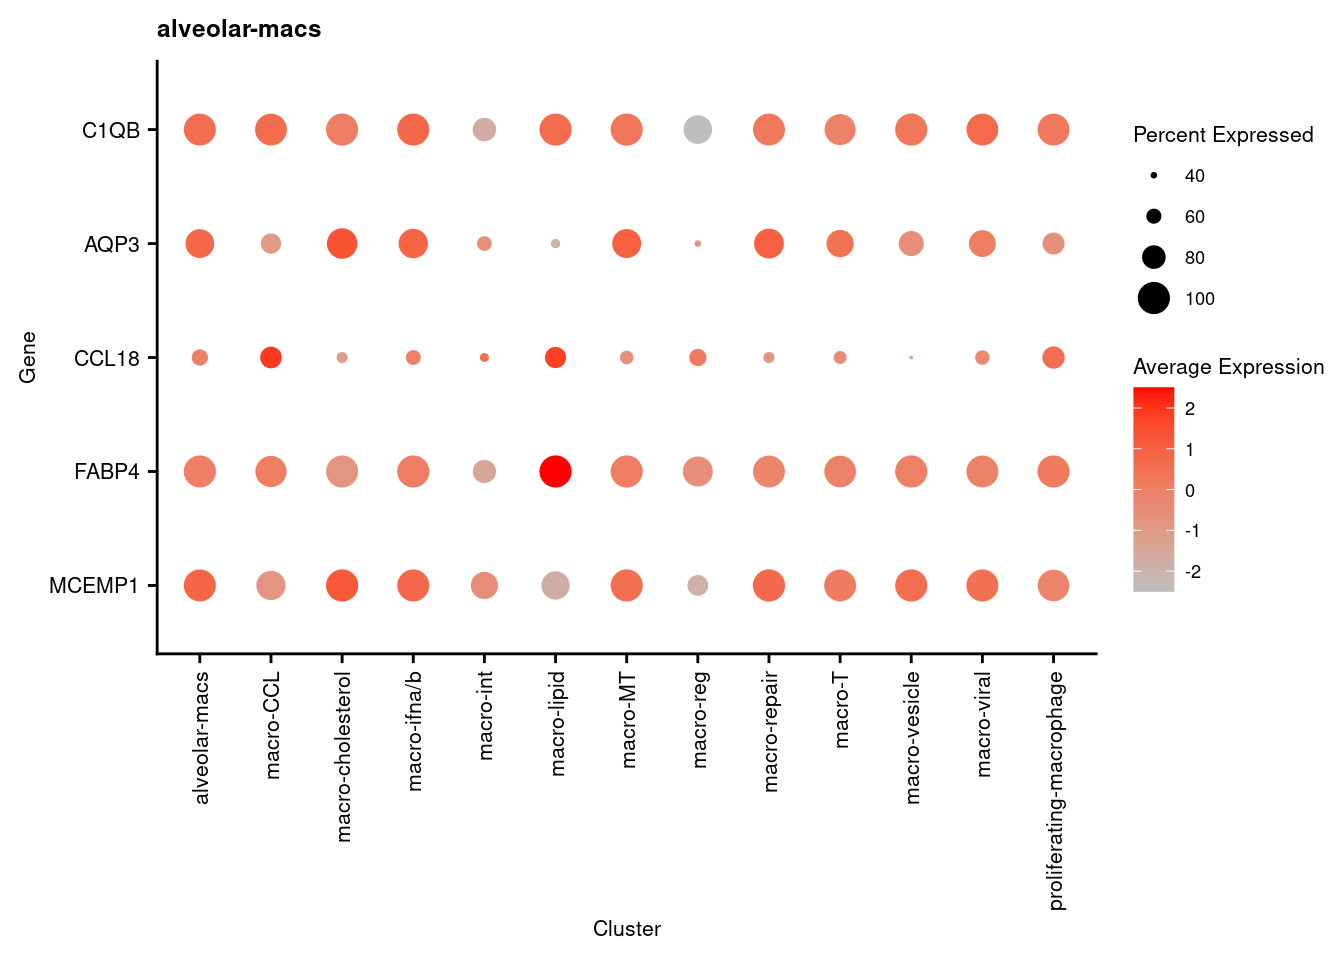 alveolar-macs
C1QB
AQP3
CCL18
FABP4
MCEMP1
Gene
alveolar-macs
macro-CCL
macro-cholesterol
macro-ifna/b
macro-int
macro-lipid
macro-MT
macro-reg
macro-repair
macro-T
macro-vesicle
macro-viral
proliferating-macrophage
Cluster
Percent Expressed
40
60
80
100
Average Expression
2
1
0
-1
-2